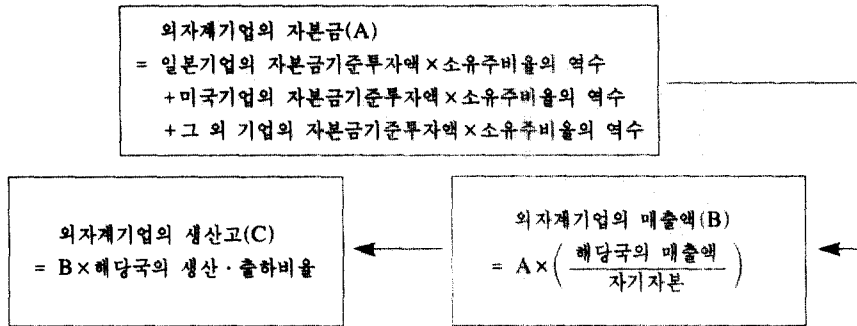 외자계기업의 자본금(A)
= 일본기업의 자본금기준투자액×소유주비율의 역수
+미국기업의 자본금기준투자액×소유주비율의 역수
+그 외 기업의 자본금기준투자액×소유주비율의 역수
외자계기업의 매출액(B)
= A× ( 해당국의 매출액
자기자본 )
외자계기업의 생산고(C)
= B×해당국의 생산 · 출하비율